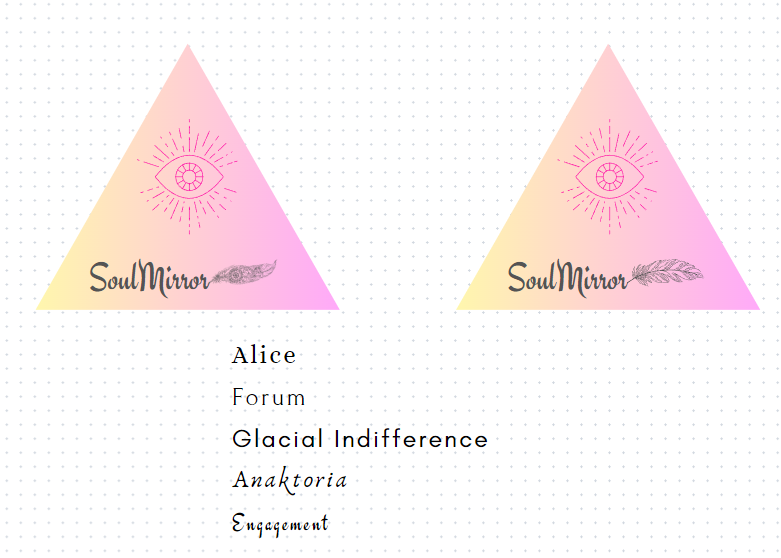 SoulMirror
SoulMirror
Alice
Forum
Glacial Indifference
Anaktoria
Engagement